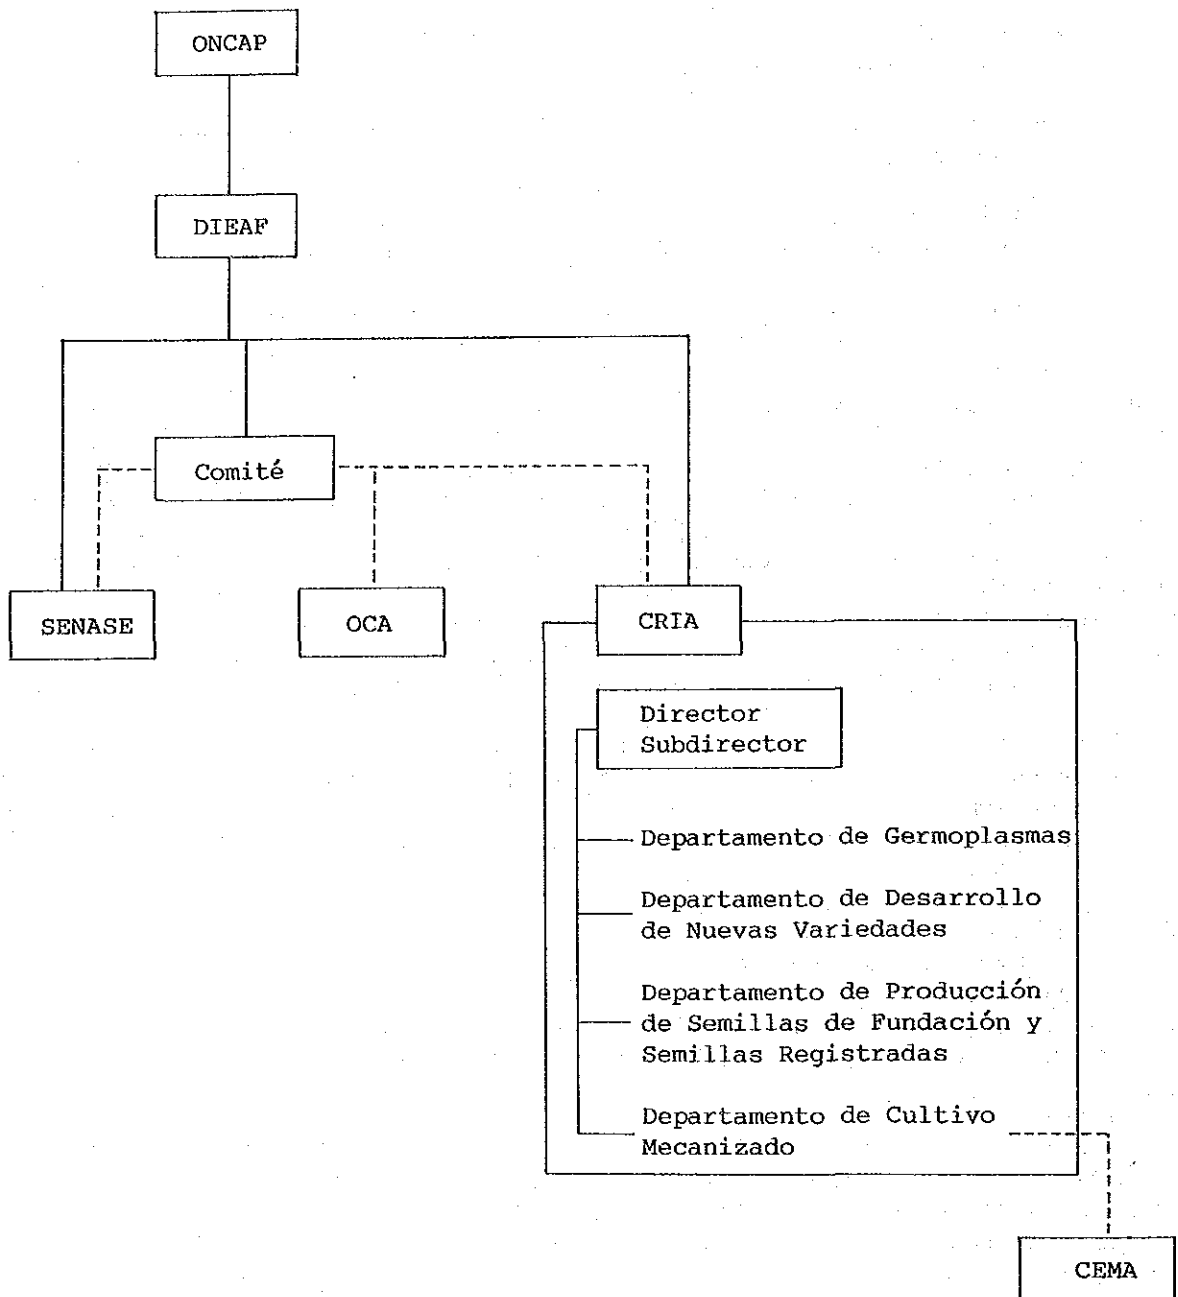 ONCAP
DIEAF
Comité
SENASE
OCA
CRIA
Director
Subdirector
Departamento de Germoplasmas
Departamento de Desarrollo
de Nuevas Variedades
Departamento de Producción
de Semillas de Fundación y
Semillas Registradas
Departamento de Cultivo
Mecanizado
CEMA